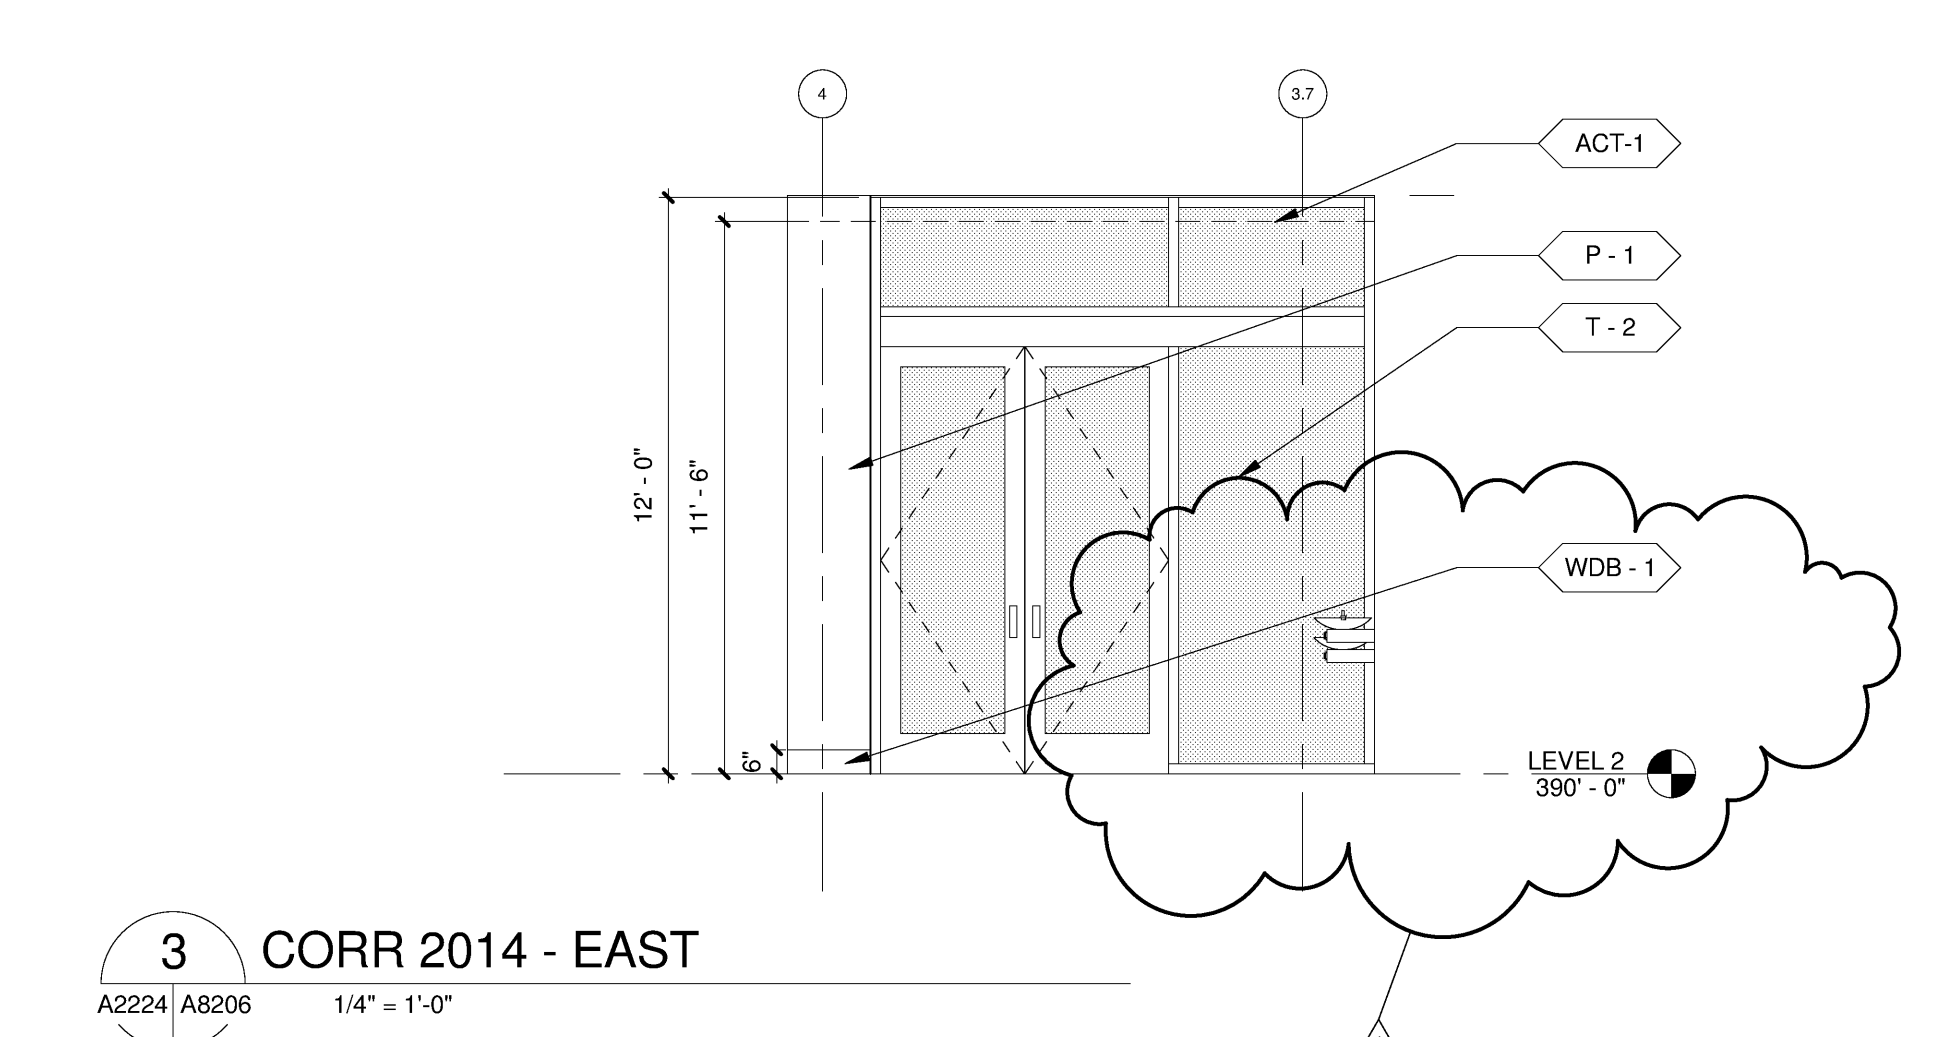 4
3.7
ACT-1
P - 1
T - 2
12' - 0"
11' - 6"
WDB - 1
6"
LEVEL 2
390' - 0"
3
CORR 2014 - EAST
A2224
A8206
1/4" = 1'-0"